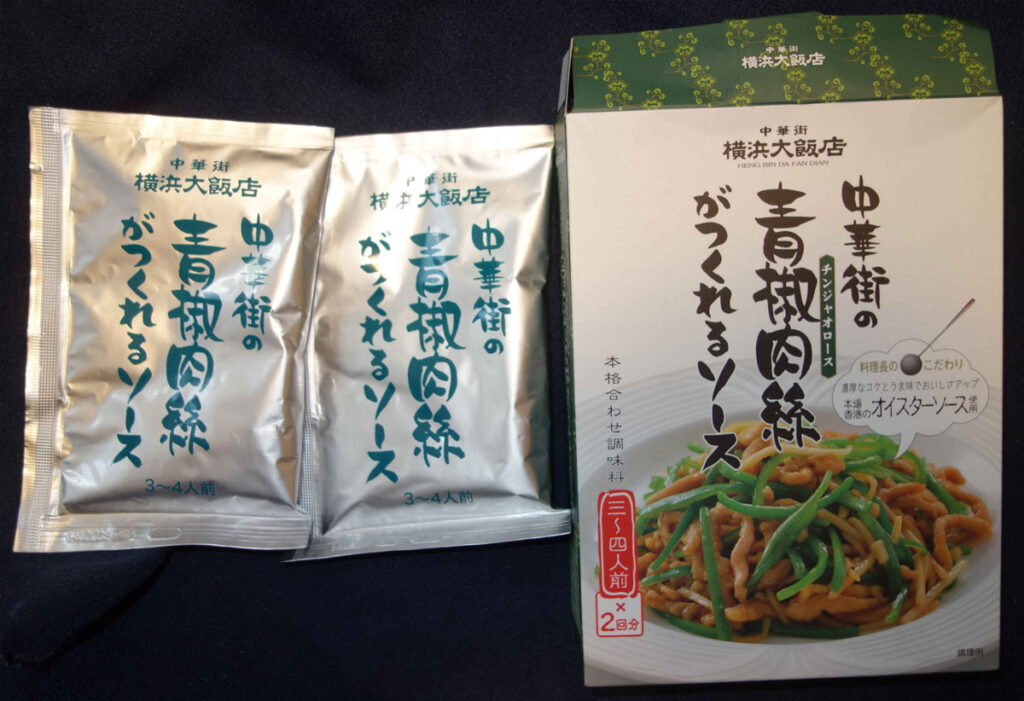 中華街
横浜大飯店
中華街の
青椒肉絲
がつくれるソース
3〜4人前
中華街
横浜大飯店
中華街の
青椒肉絲
がつくれるソース
3〜4人前
中華街
横浜大飯店
中華街
横浜大飯店
HENG BIN DA FAN DIAN
中華街の
チンジャオロース
青椒肉絲
がつくれるソース
料理長のこだわり
濃厚なコクとうま味でおいしさアップ
本場香港のオイスターソース使用
本格合わせ調味料
三〜四人前
×
2回分
調理例